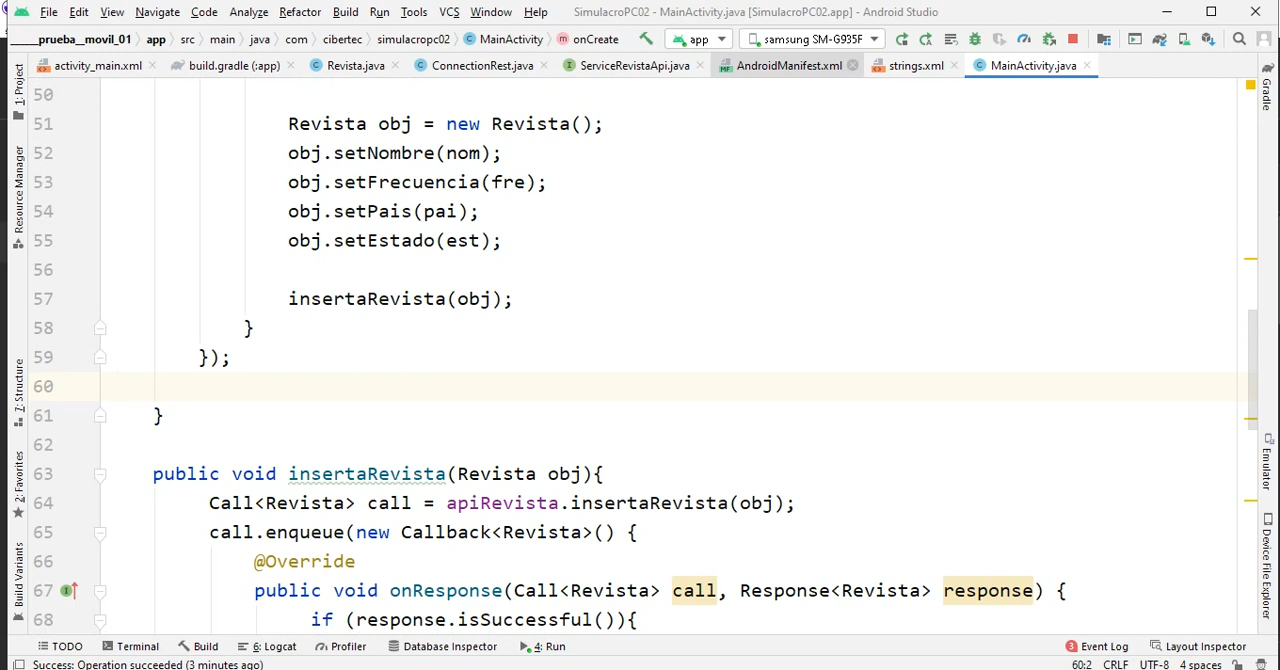 File Edit View Navigate Code Analyze Refactor Build Run Tools VCS Window Help SimulacroPC02 - MainActivity.java [SimulacroPC02.app] - Android Studio
_____prueba__movil_01 app src main java com cibertec simulacropc02 MainActivity onCreate app samsung SM-G935F
activity_main.xml build.gradle (:app) Revista.java ConnectionRest.java ServiceRevistaApi.java AndroidManifest.xml strings.xml MainActivity.java
1: Project
Resource Manager
7: Structure
2: Favorites
Build Variants
50
51 Revista obj = new Revista();
52 obj.setNombre(nom);
53 obj.setFrecuencia(fre);
54 obj.setPais(pai);
55 obj.setEstado(est);
56
57 insertaRevista(obj);
58 }
59 });
60
61 }
62
63 public void insertaRevista(Revista obj){
64 Call<Revista> call = apiRevista.insertaRevista(obj);
65 call.enqueue(new Callback<Revista>() {
66 @Override
67 public void onResponse(Call<Revista> call, Response<Revista> response) {
68 if (response.isSuccessful()){
Gradle
Emulator
Device File Explorer
TODO Terminal Build 6: Logcat Profiler Database Inspector 4: Run 3 Event Log Layout Inspector
Success: Operation succeeded (3 minutes ago) 60:2 CRLF UTF-8 4 spaces